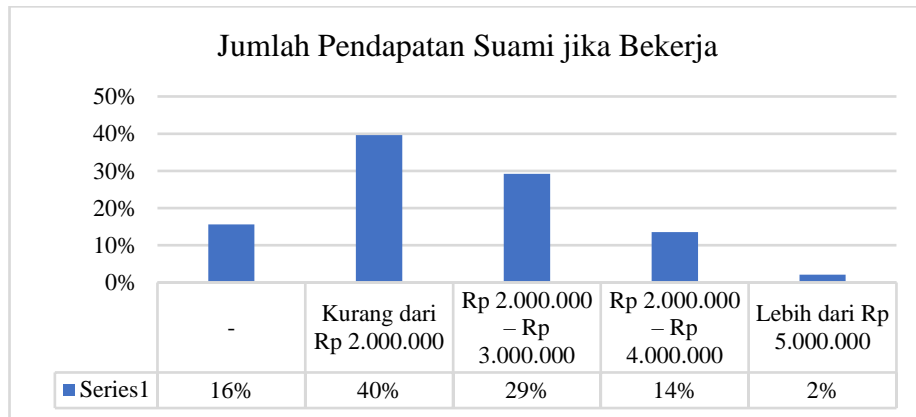 Jumlah Pendapatan Suami jika Bekerja
50%
40%
30%
20%
10%
0%
-
Kurang dari
Rp 2.000.000
Rp 2.000.000
– Rp
3.000.000
Rp 2.000.000
– Rp
4.000.000
Lebih dari Rp
5.000.000
Series1 16% 40% 29% 14% 2%